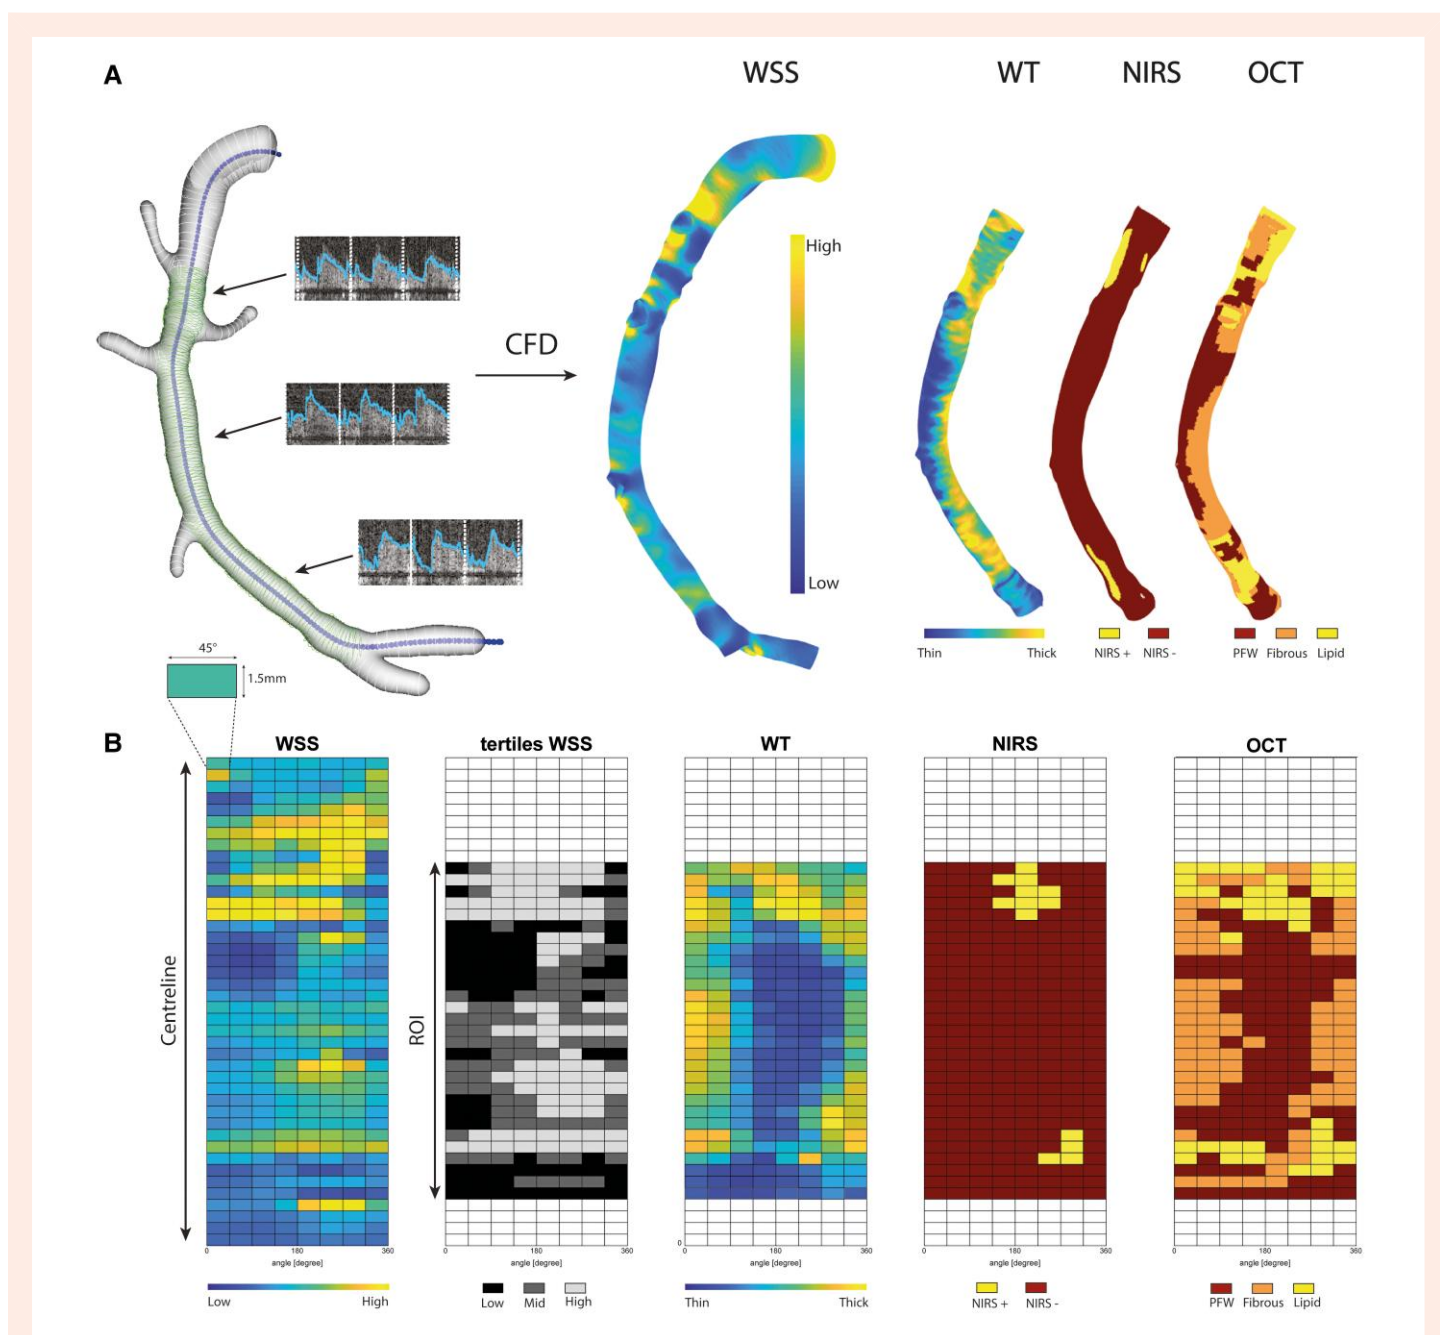 A
WSS
WT
NIRS
OCT
High
CFD
Low
Thin
Thick
NIRS +
NIRS -
PFW
Fibrous
Lipid
45°
1.5mm
B
WSS
tertiles WSS
WT
NIRS
OCT
Centreline
ROI
0
0 180 360
0 180 360
0 180 360
0 180 360
0 180 360
angle [degree]
angle [degree]
angle [degree]
angle [degree]
angle [degree]
Low High
Low Mid High
Thin Thick
NIRS + NIRS -
PFW Fibrous Lipid